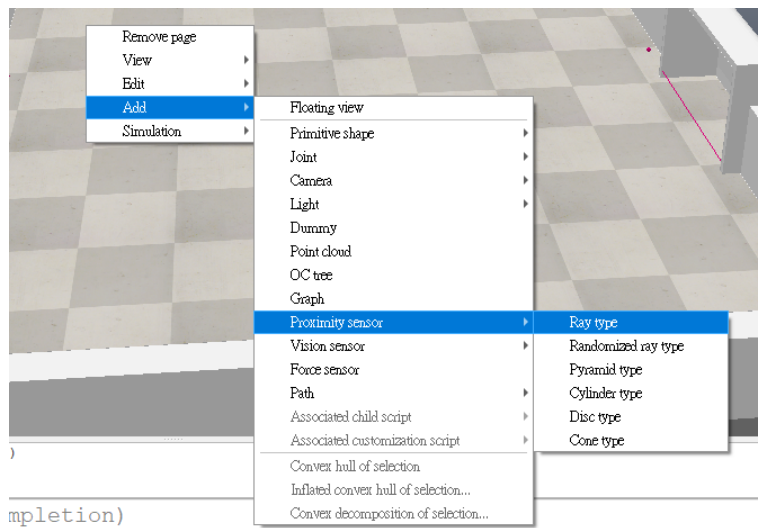 Remove page
View
Edit
Add
Simulation
Floating view
Primitive shape
Joint
Camera
Light
Dummy
Point cloud
OC tree
Graph
Proximity sensor
Vision sensor
Force sensor
Path
Associated child script
Associated customization script
Convex hull of selection
Inflated convex hull of selection...
Convex decomposition of selection...
Ray type
Randomized ray type
Pyramid type
Cylinder type
Disc type
Cone type
)
mpletion)